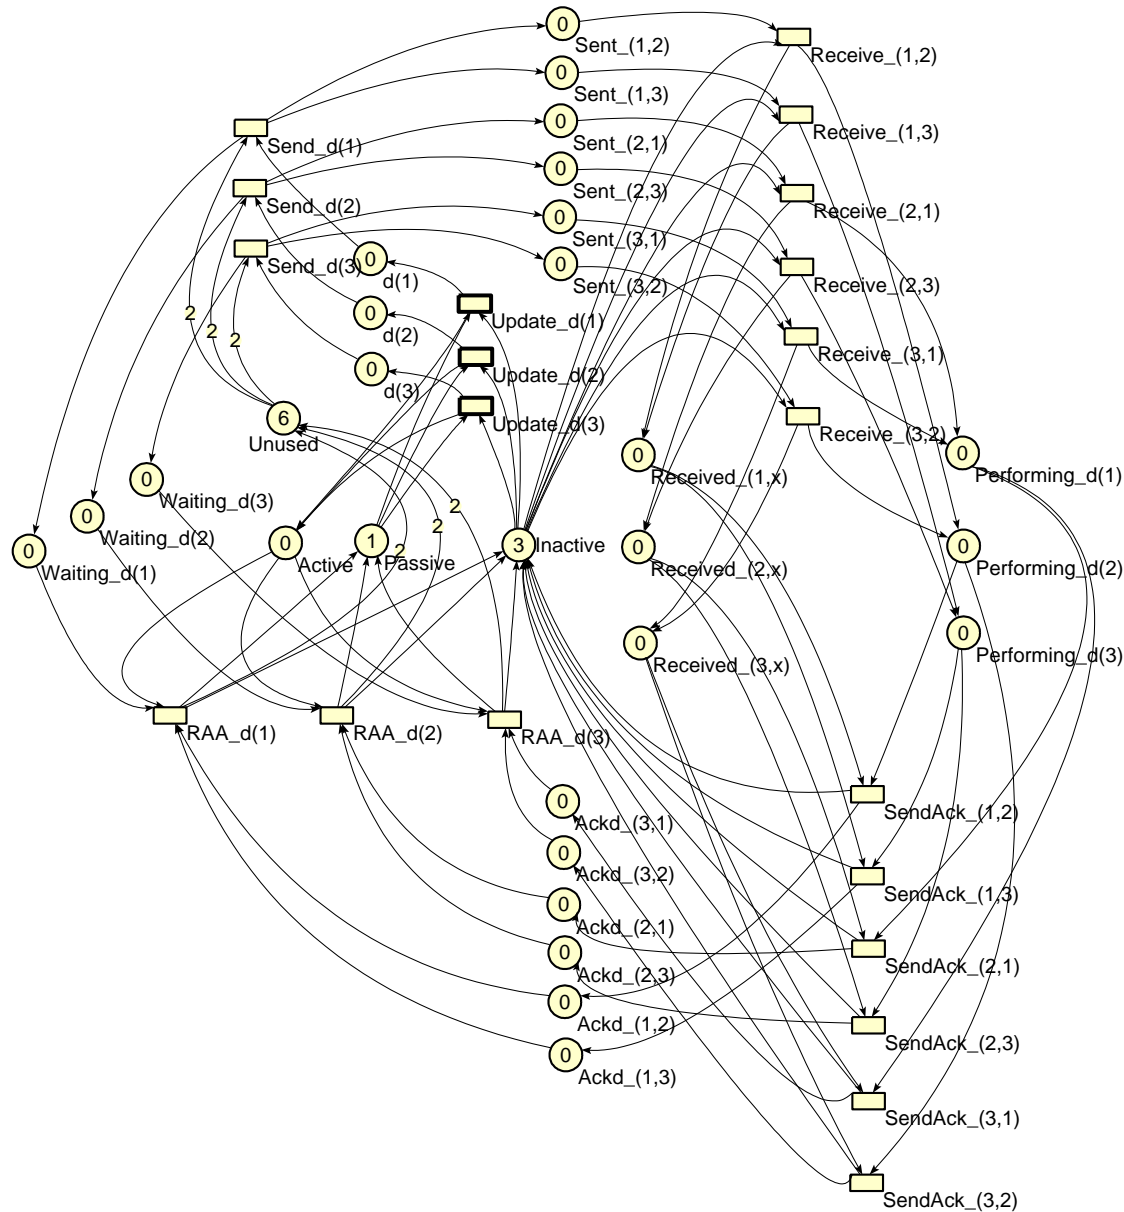 0
Sent_(1,2)
Receive_(1,2)
0
Sent_(1,3)
Receive_(1,3)
Send_d(1)
0
Sent_(2,1)
0
Sent_(2,3)
Send_d(2)
Receive_(2,1)
0
Sent_(3,1)
Send_d(3)
0
d(1)
0
Sent_(3,2)
Receive_(2,3)
2
2
2
0
d(2)
Update_d(1)
Receive_(3,1)
0
d(3)
Update_d(2)
6
Unused
Update_d(3)
Receive_(3,2)
0
Received_(1,x)
0
Performing_d(1)
0
Waiting_d(3)
2
2
2
0
Waiting_d(2)
0
Waiting_d(1)
0
Active
1
Passive
3
Inactive
0
Received_(2,x)
0
Performing_d(2)
0
Received_(3,x)
0
Performing_d(3)
RAA_d(1)
RAA_d(2)
RAA_d(3)
0
Ackd_(3,1)
SendAck_(1,2)
0
Ackd_(3,2)
SendAck_(1,3)
0
Ackd_(2,1)
0
Ackd_(2,3)
SendAck_(2,1)
0
Ackd_(1,2)
SendAck_(2,3)
0
Ackd_(1,3)
SendAck_(3,1)
SendAck_(3,2)